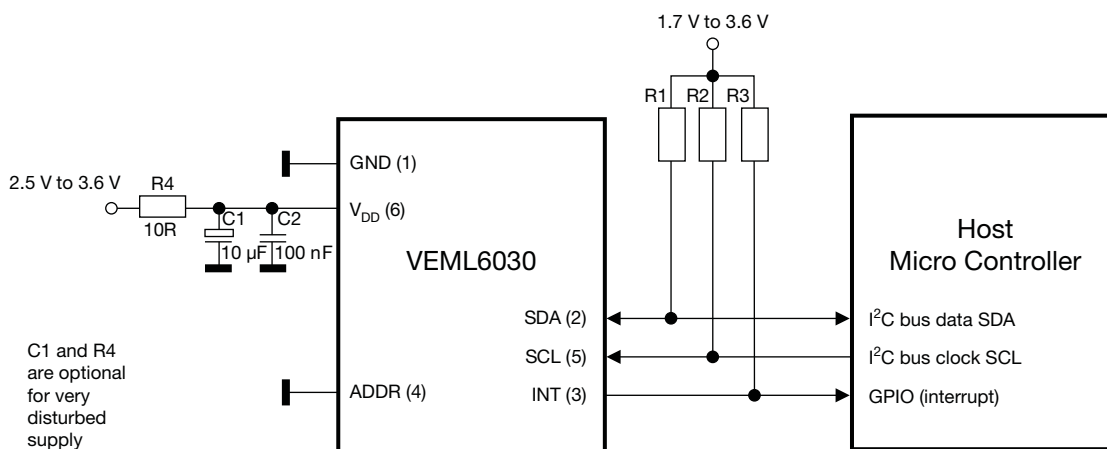 1.7 V to 3.6 V
R1 R2 R3
GND (1)
2.5 V to 3.6 V
R4
10R
C1
10 µF
C2
100 nF
VDD (6)
VEML6030
Host
Micro Controller
SDA (2)
I²C bus data SDA
SCL (5)
I²C bus clock SCL
ADDR (4)
INT (3)
GPIO (interrupt)
C1 and R4
are optional
for very
disturbed
supply